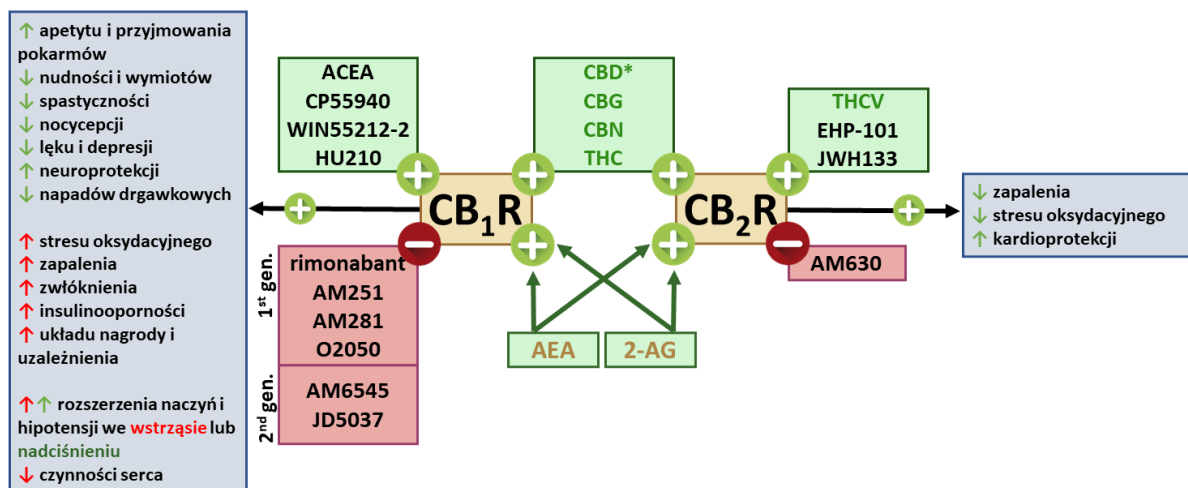 ↑ apetytu i przyjmowania
pokarmów
↓ nudności i wymiotów
↓ spastyczności
↓ nocycepcji
↓ lęku i depresji
↑ neuroprotekcji
↓ napadów drgawkowych
↑ stresu oksydacyjnego
↑ zapalenia
↑ zwłóknienia
↑ insulinooporności
↑ układu nagrody i
uzależnienia
↑↑ rozszerzenia naczyń i
hipotensji we wstrząsie lub
nadciśnieniu
↓ czynności serca
ACEA
CP55940
WIN55212-2
HU210
CB₁R
1st gen.
rimonabant
AM251
AM281
O2050
2nd gen.
AM6545
JD5037
CBD*
CBG
CBN
THC
AEA
2-AG
THCV
EHP-101
JWH133
CB₂R
AM630
↓ zapalenia
↓ stresu oksydacyjnego
↑ kardioprotekcji